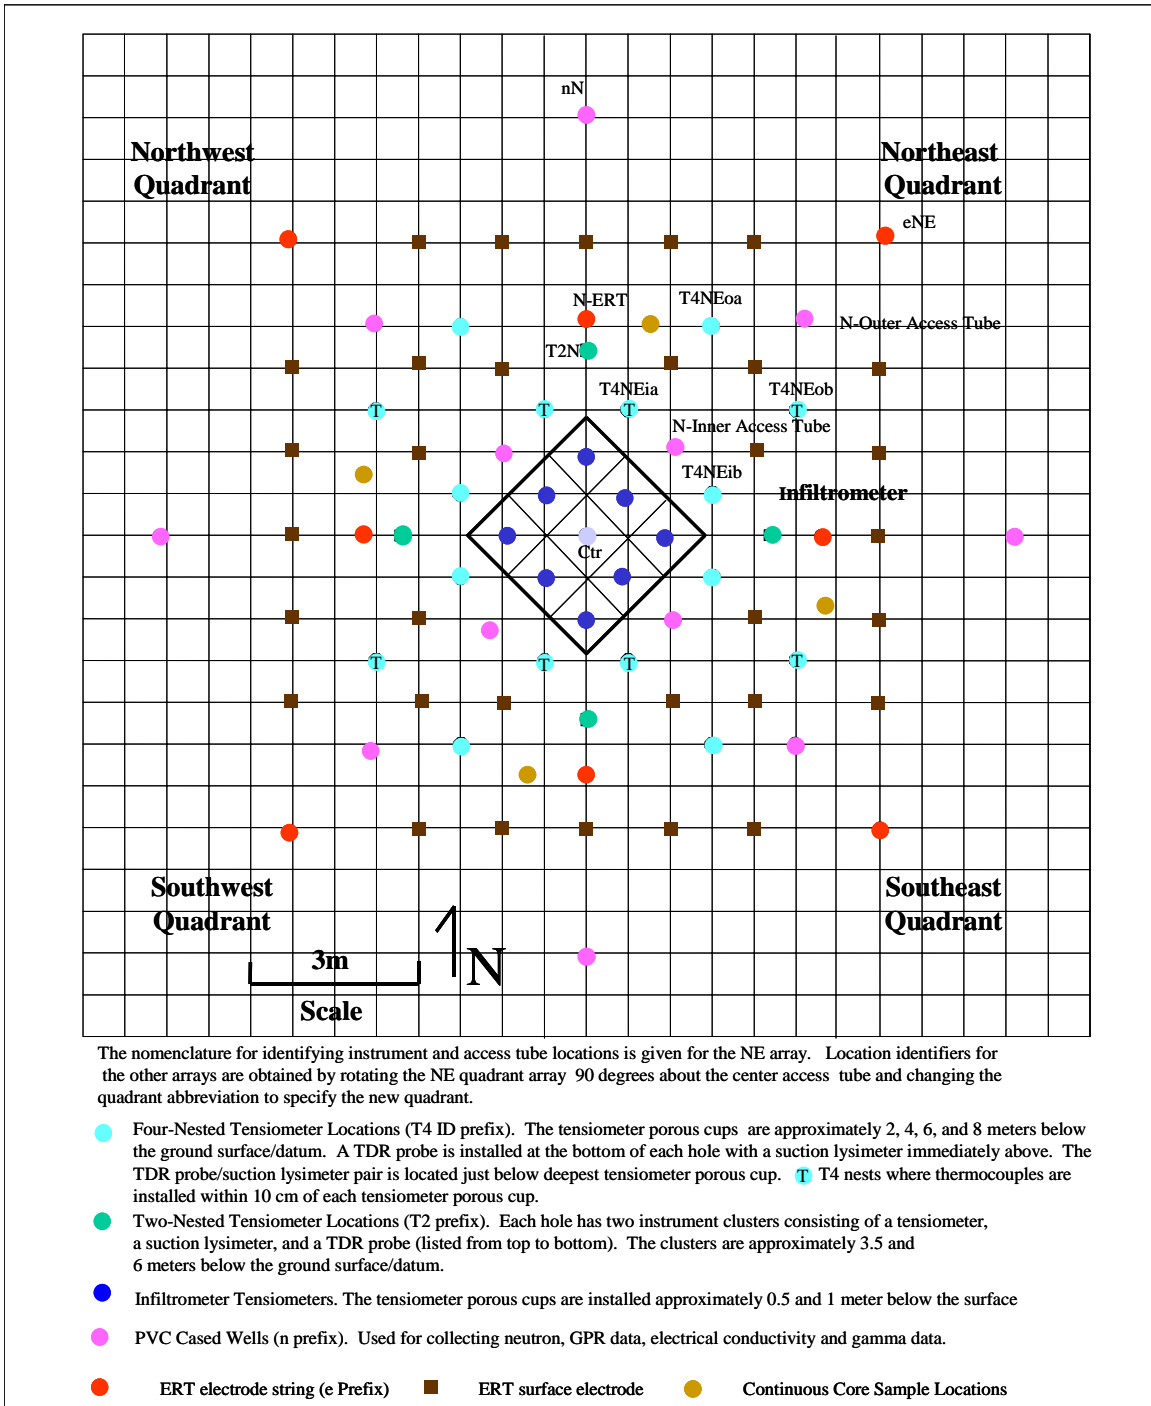 nN
Northwest
Quadrant
Northeast
Quadrant
eNE
N-ERT
T4NEoa
N-Outer Access Tube
T2N
T4NEia
T4NEob
T
T
T
T
N-Inner Access Tube
T4NEib
Infiltrometer
Ctr
T
T
T
T
Southwest
Quadrant
Southeast
Quadrant
3m
N
Scale
The nomenclature for identifying instrument and access tube locations is given for the NE array. Location identifiers for
the other arrays are obtained by rotating the NE quadrant array 90 degrees about the center access tube and changing the
quadrant abbreviation to specify the new quadrant.
Four-Nested Tensiometer Locations (T4 ID prefix). The tensiometer porous cups are approximately 2, 4, 6, and 8 meters below
the ground surface/datum. A TDR probe is installed at the bottom of each hole with a suction lysimeter immediately above. The
TDR probe/suction lysimeter pair is located just below deepest tensiometer porous cup. T T4 nests where thermocouples are
installed within 10 cm of each tensiometer porous cup.
Two-Nested Tensiometer Locations (T2 prefix). Each hole has two instrument clusters consisting of a tensiometer,
a suction lysimeter, and a TDR probe (listed from top to bottom). The clusters are approximately 3.5 and
6 meters below the ground surface/datum.
Infiltrometer Tensiometers. The tensiometer porous cups are installed approximately 0.5 and 1 meter below the surface
PVC Cased Wells (n prefix). Used for collecting neutron, GPR data, electrical conductivity and gamma data.
ERT electrode string (e Prefix) ERT surface electrode Continuous Core Sample Locations